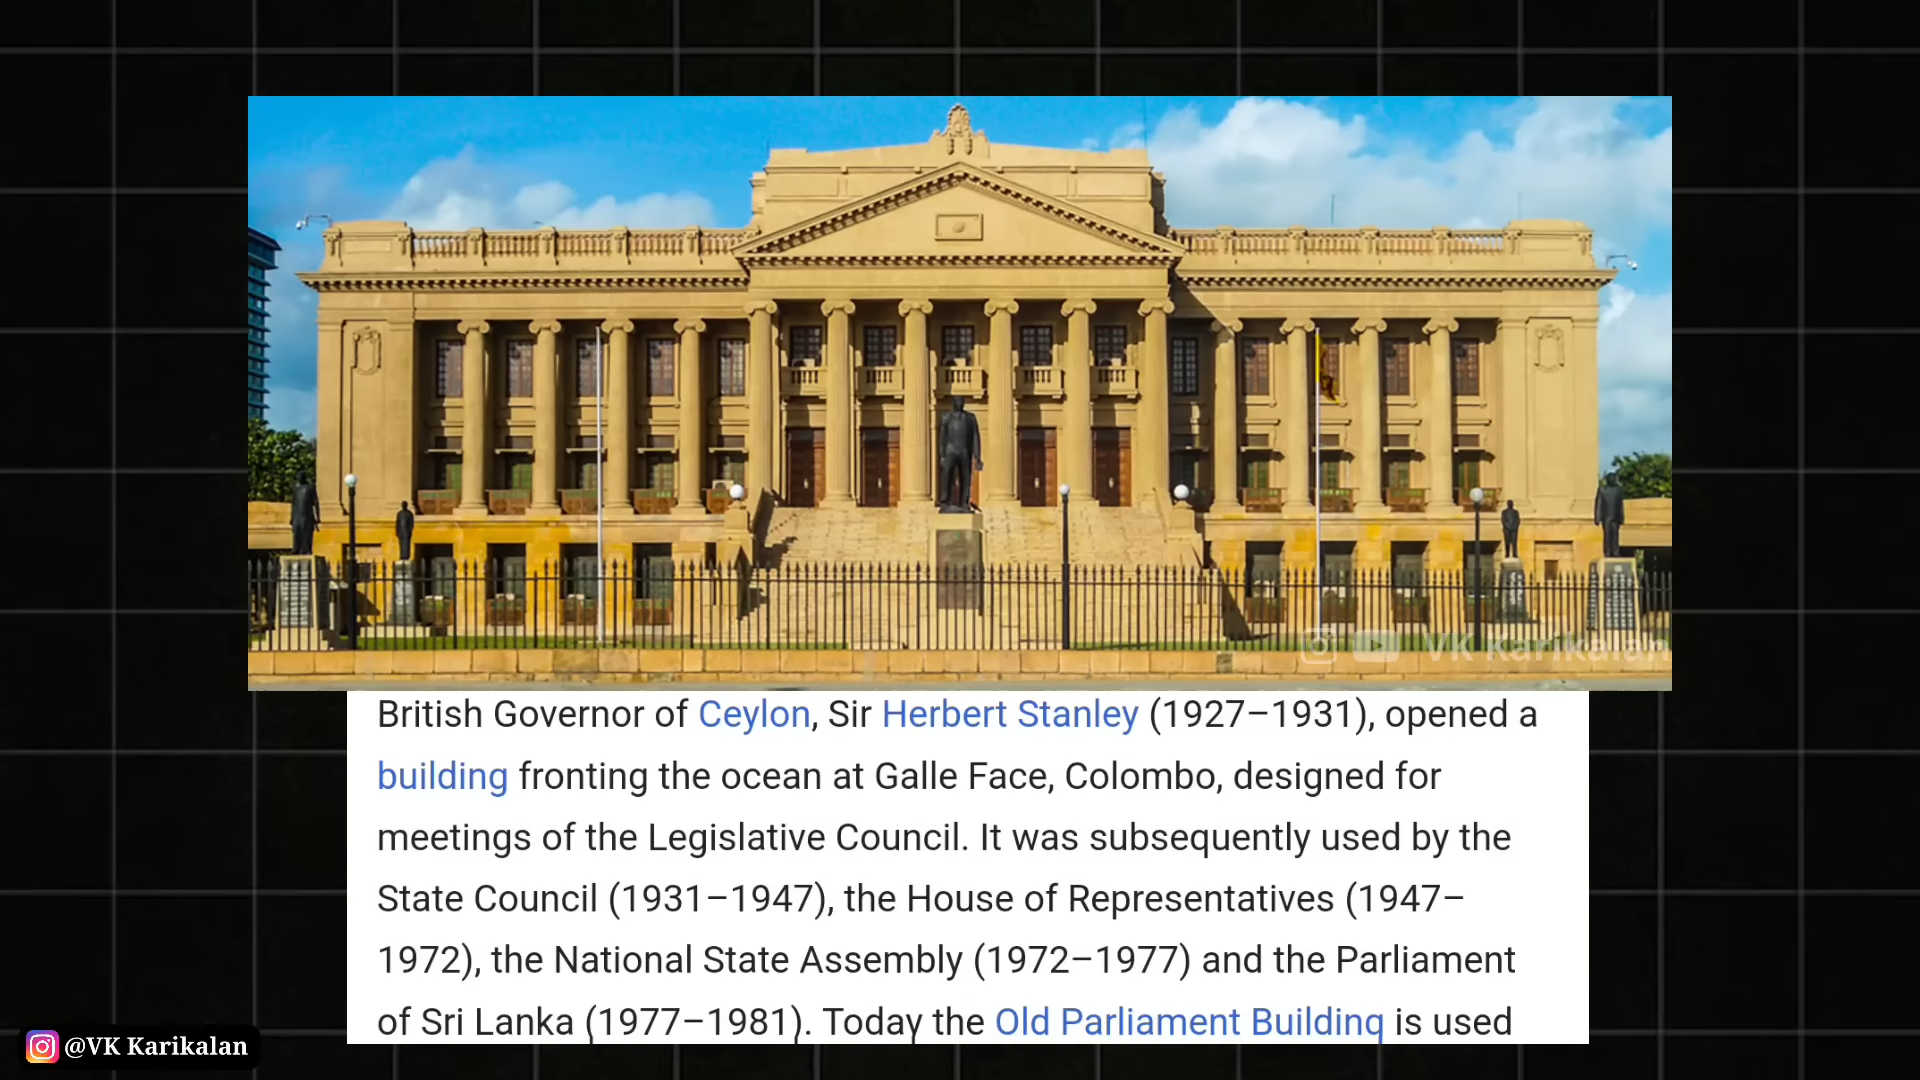 VK Karikalan
British Governor of Ceylon, Sir Herbert Stanley (1927–1931), opened a
building fronting the ocean at Galle Face, Colombo, designed for
meetings of the Legislative Council. It was subsequently used by the
State Council (1931–1947), the House of Representatives (1947–
1972), the National State Assembly (1972–1977) and the Parliament
of Sri Lanka (1977–1981). Today the Old Parliament Building is used
@VK Karikalan